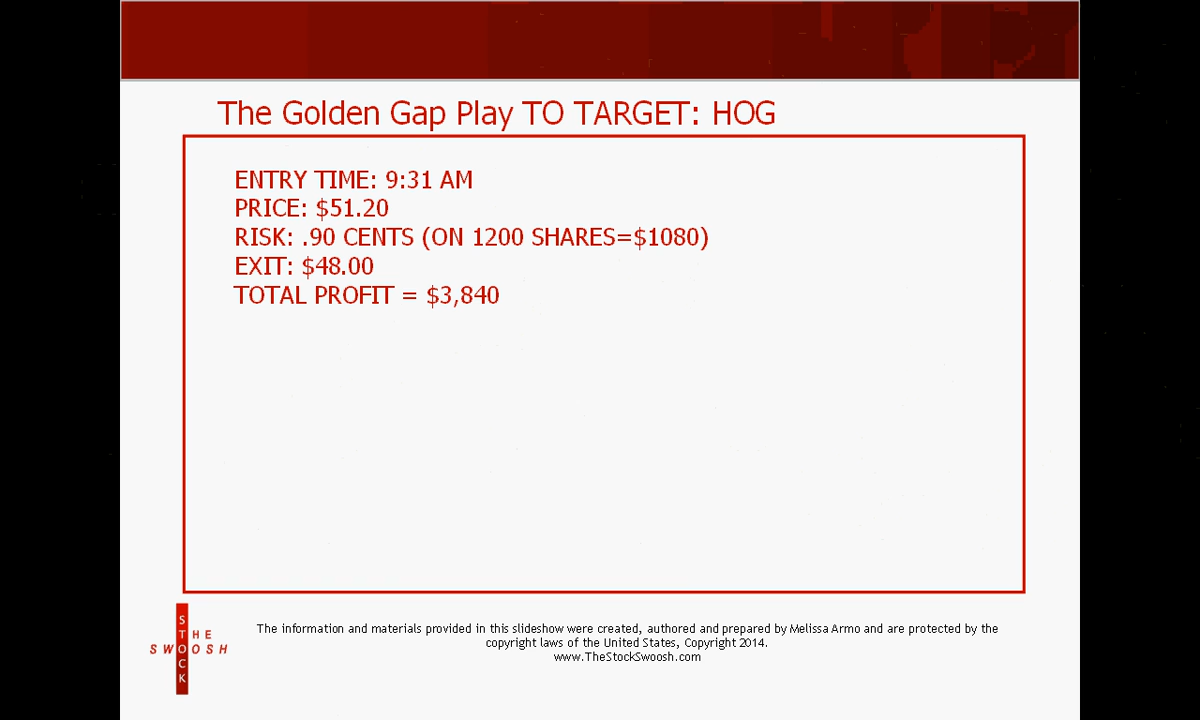 The Golden Gap Play TO TARGET: HOG
ENTRY TIME: 9:31 AM
PRICE: $51.20
RISK: .90 CENTS (ON 1200 SHARES=$1080)
EXIT: $48.00
TOTAL PROFIT = $3,840
THE
STOCK
SWOOSH
The information and materials provided in this slideshow were created, authored and prepared by Melissa Armo and are protected by the
copyright laws of the United States, Copyright 2014.
www.TheStockSwoosh.com